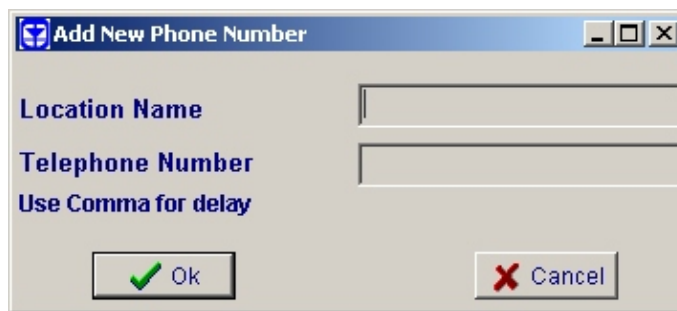 Add New Phone Number
Location Name
Telephone Number
Use Comma for delay
Ok
Cancel